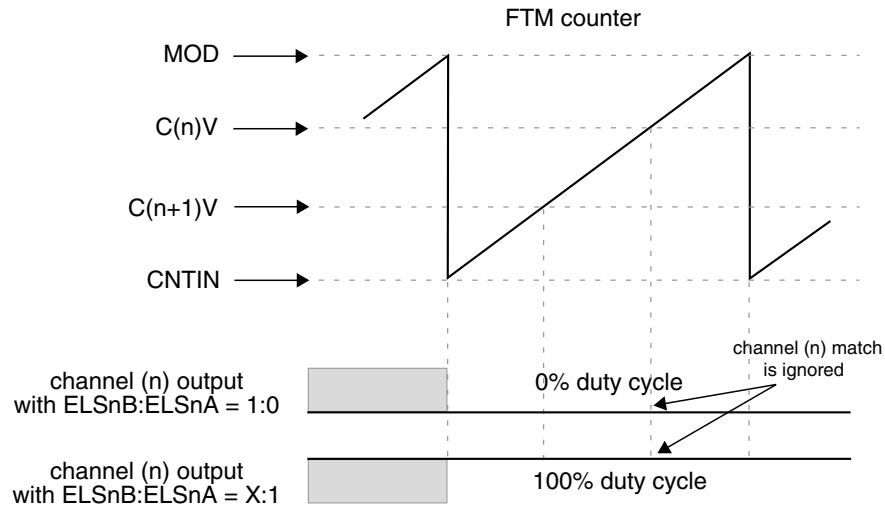 FTM counter
MOD
C(n)V
C(n+1)V
CNTIN
channel (n) match
is ignored
channel (n) output
with ELSnB:ELSnA = 1:0
0% duty cycle
channel (n) output
with ELSnB:ELSnA = X:1
100% duty cycle